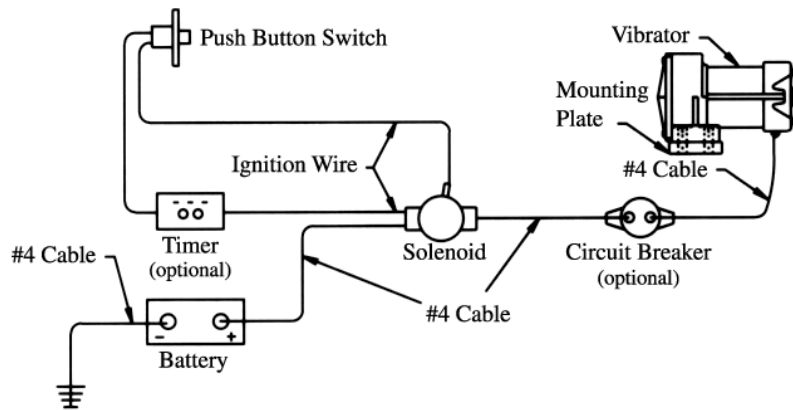 Push Button Switch
Vibrator
Mounting
Plate
Ignition Wire
#4 Cable
Timer
(optional)
Solenoid
Circuit Breaker
(optional)
#4 Cable
#4 Cable
- +
Battery